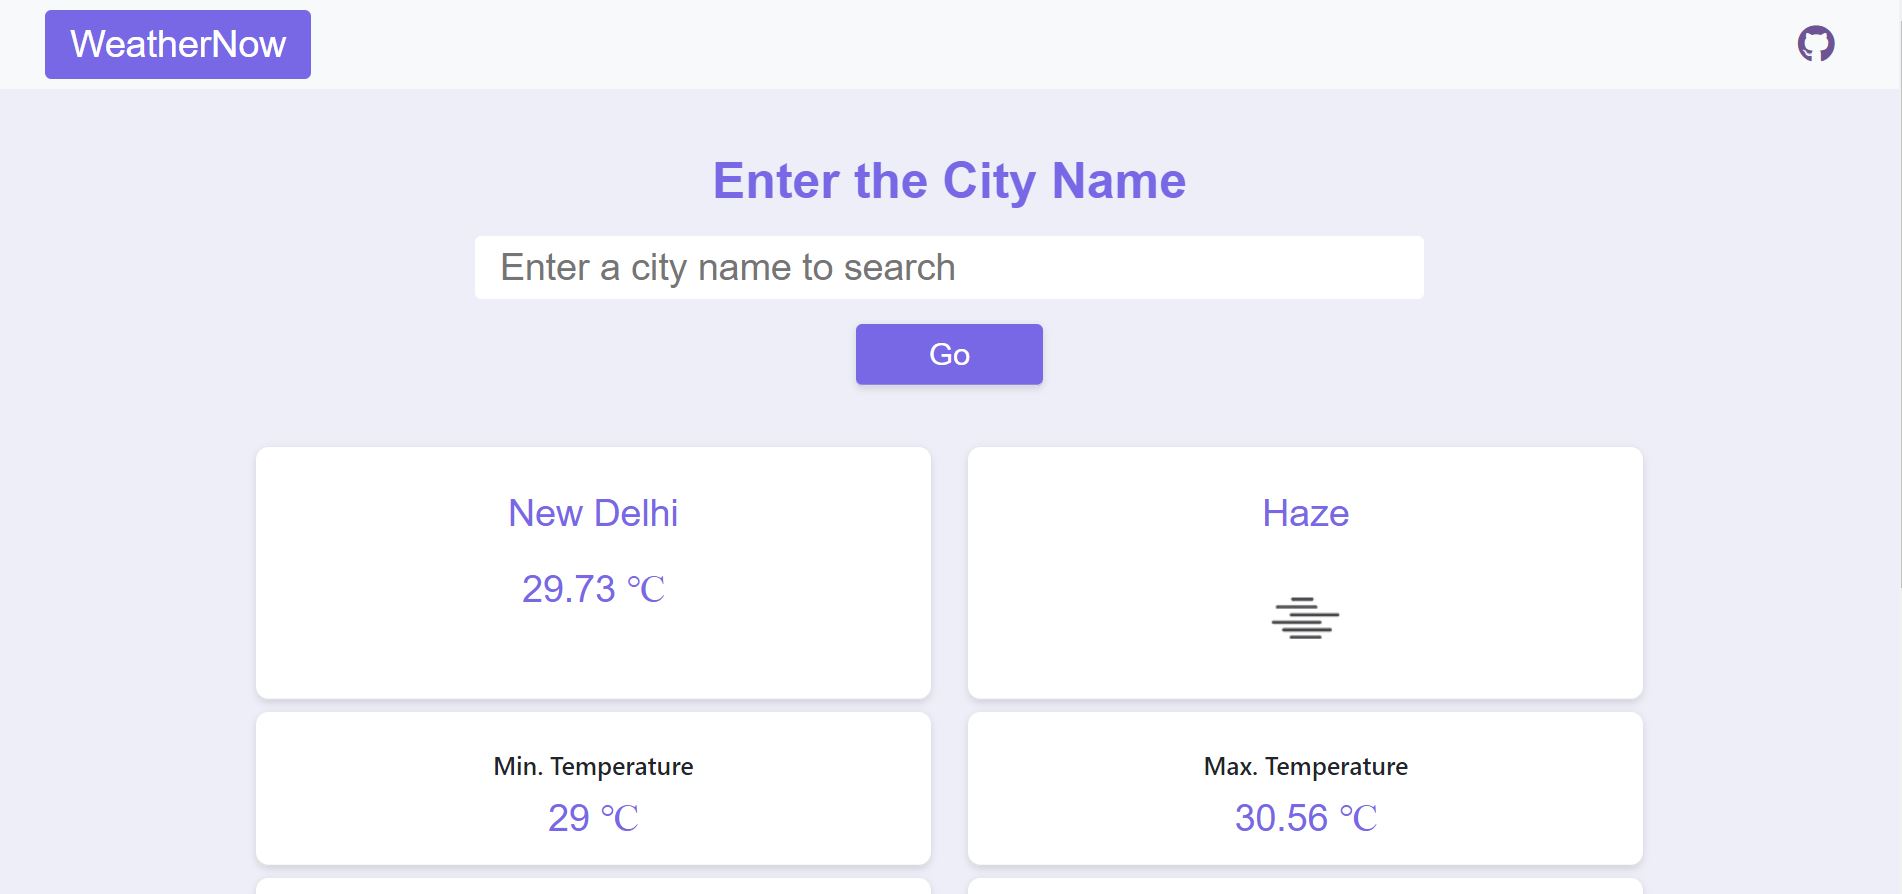 WeatherNow
Enter the City Name
Enter a city name to search
Go
New Delhi
29.73 ℃
Haze
Min. Temperature
29 ℃
Max. Temperature
30.56 ℃